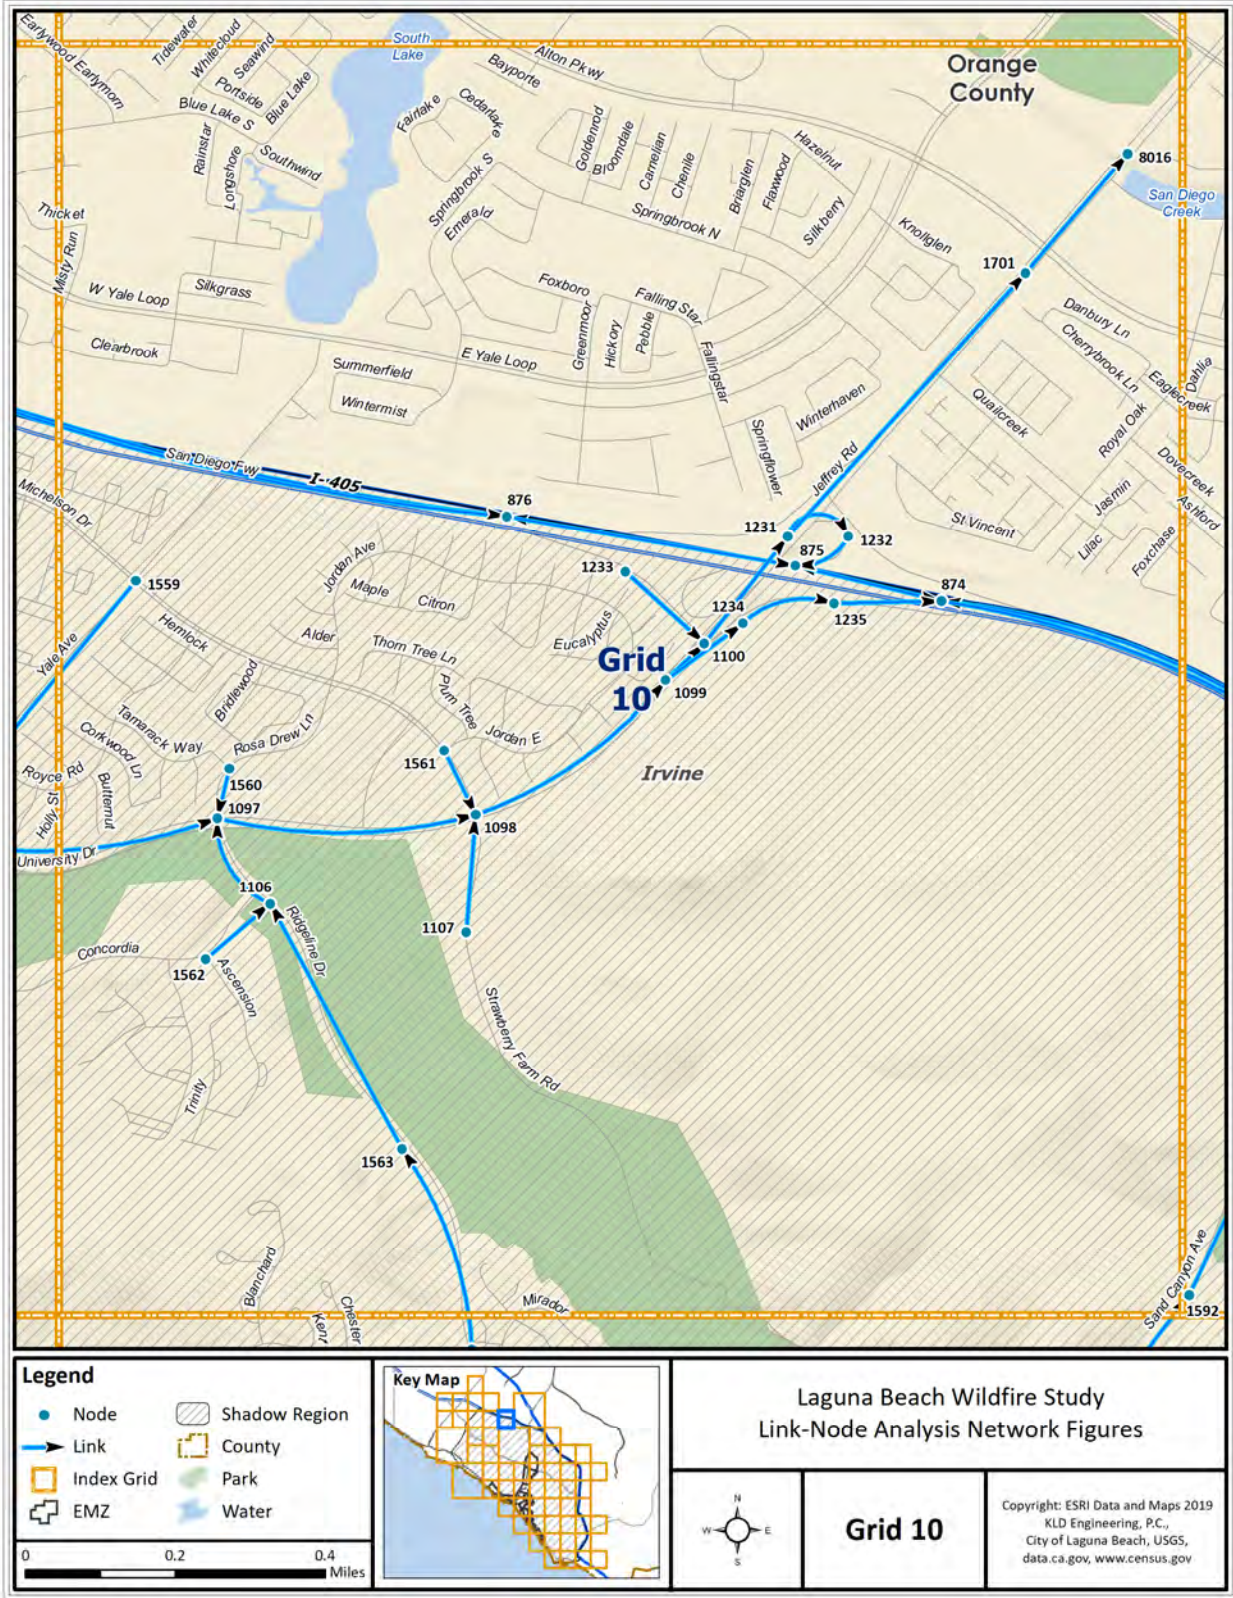 Earlywood
Earlymorn
Tidewater
Whitecloud
Seawind
Portside
Blue Lake
Blue Lake S
Rainstar
Longshore
Southwind
South
Lake
Fairlake
Cedarlake
Bayporte
Alton Pkwy
Orange
County
8016
San Diego
Creek
Goldenrod
Bloomdale
Carnelian
Chenile
Briarglen
Flaxwood
Hazelnut
Silkberry
Springbrook S
Emerald
Springbrook N
Knollglen
1701
Thicket
Misty Run
W Yale Loop
Silkgrass
Clearbrook
Foxboro
Falling Star
Greenmoor
Hickory
Pebble
Fallingstar
E Yale Loop
Summerfield
Wintermist
Winterhaven
Springflower
Jeffrey Rd
Danbury Ln
Cherrybrook Ln
Eaglecreek
Dahlia
Quailcreek
Royal Oak
Dovecreek
Ashford
Jasmin
Lilac
Foxchase
St Vincent
San Diego Fwy
I-405
Michelson Dr
876
1231
875
1232
874
1233
1234
1235
1100
1099
1559
Jordan Ave
Maple
Citron
Eucalyptus
Hemlock
Alder
Thorn Tree Ln
Yale Ave
Bridlewood
Plum Tree
Jordan E
Grid
10
Tamarack Way
Rosa Drew Ln
Corkwood Ln
Royce Rd
Butternut
Holly St
1560
1561
1097
1098
Irvine
University Dr
1106
Ridgeline Dr
1107
Concordia
1562
Ascension
Strawberry Farm Rd
Trinity
1563
Blanchard
Kent
Chester
Mirador
Sand Canyon Ave
1592
Legend
Node
Link
Index Grid
EMZ
Shadow Region
County
Park
Water
0 0.2 0.4
Miles
Key Map
Laguna Beach Wildfire Study
Link-Node Analysis Network Figures
N
W E
S
Grid 10
Copyright: ESRI Data and Maps 2019
KLD Engineering, P.C.,
City of Laguna Beach, USGS,
data.ca.gov, www.census.gov